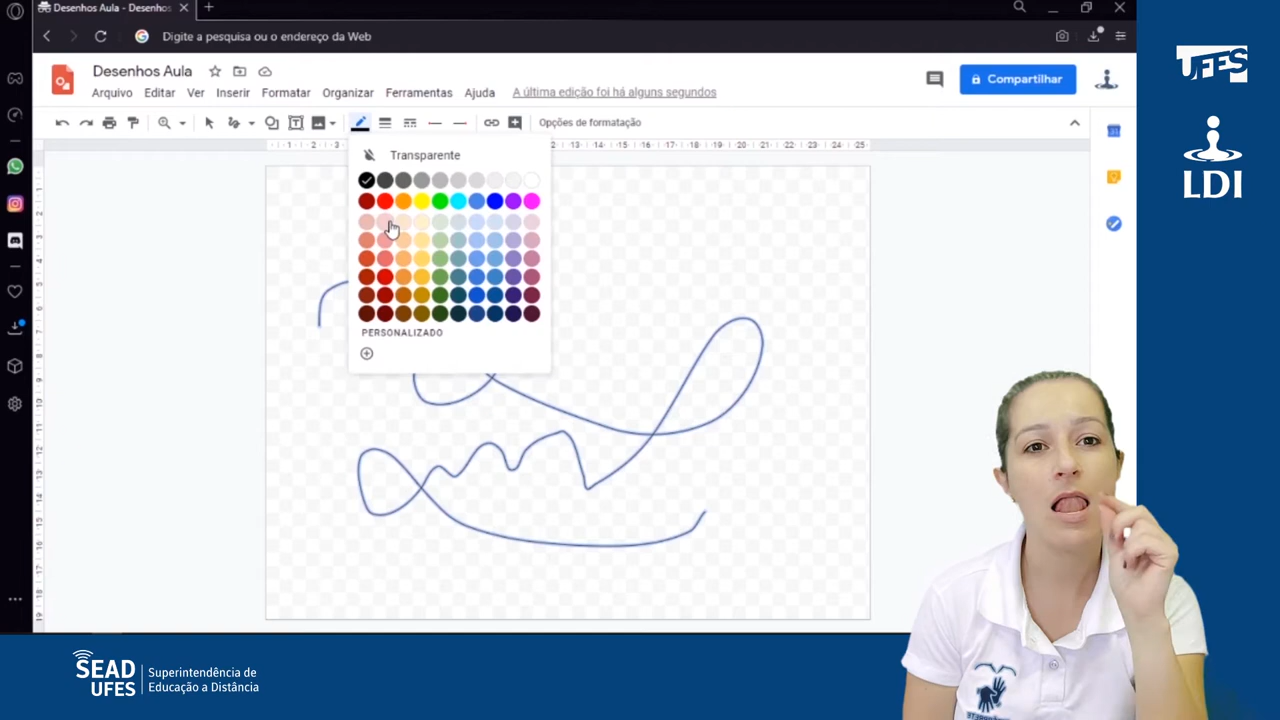 Desenhos Aula - Desenhos
Digite a pesquisa ou o endereço da Web
Desenhos Aula
Arquivo Editar Ver Inserir Formatar Organizar Ferramentas Ajuda A última edição foi há alguns segundos
Compartilhar
Opções de formatação
Transparente
PERSONALIZADO
UFES
LDI
SEAD
UFES
Superintendência de
Educação a Distância